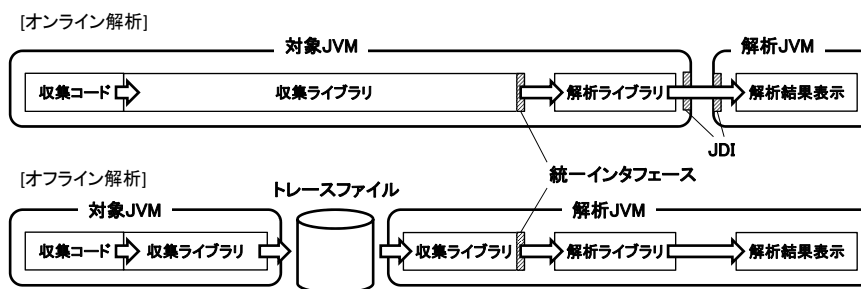 [オンライン解析]
対象JVM
解析JVM
収集コード
収集ライブラリ
解析ライブラリ
解析結果表示
JDI
統一インタフェース
[オフライン解析]
トレースファイル
対象JVM
解析JVM
収集コード
収集ライブラリ
収集ライブラリ
解析ライブラリ
解析結果表示